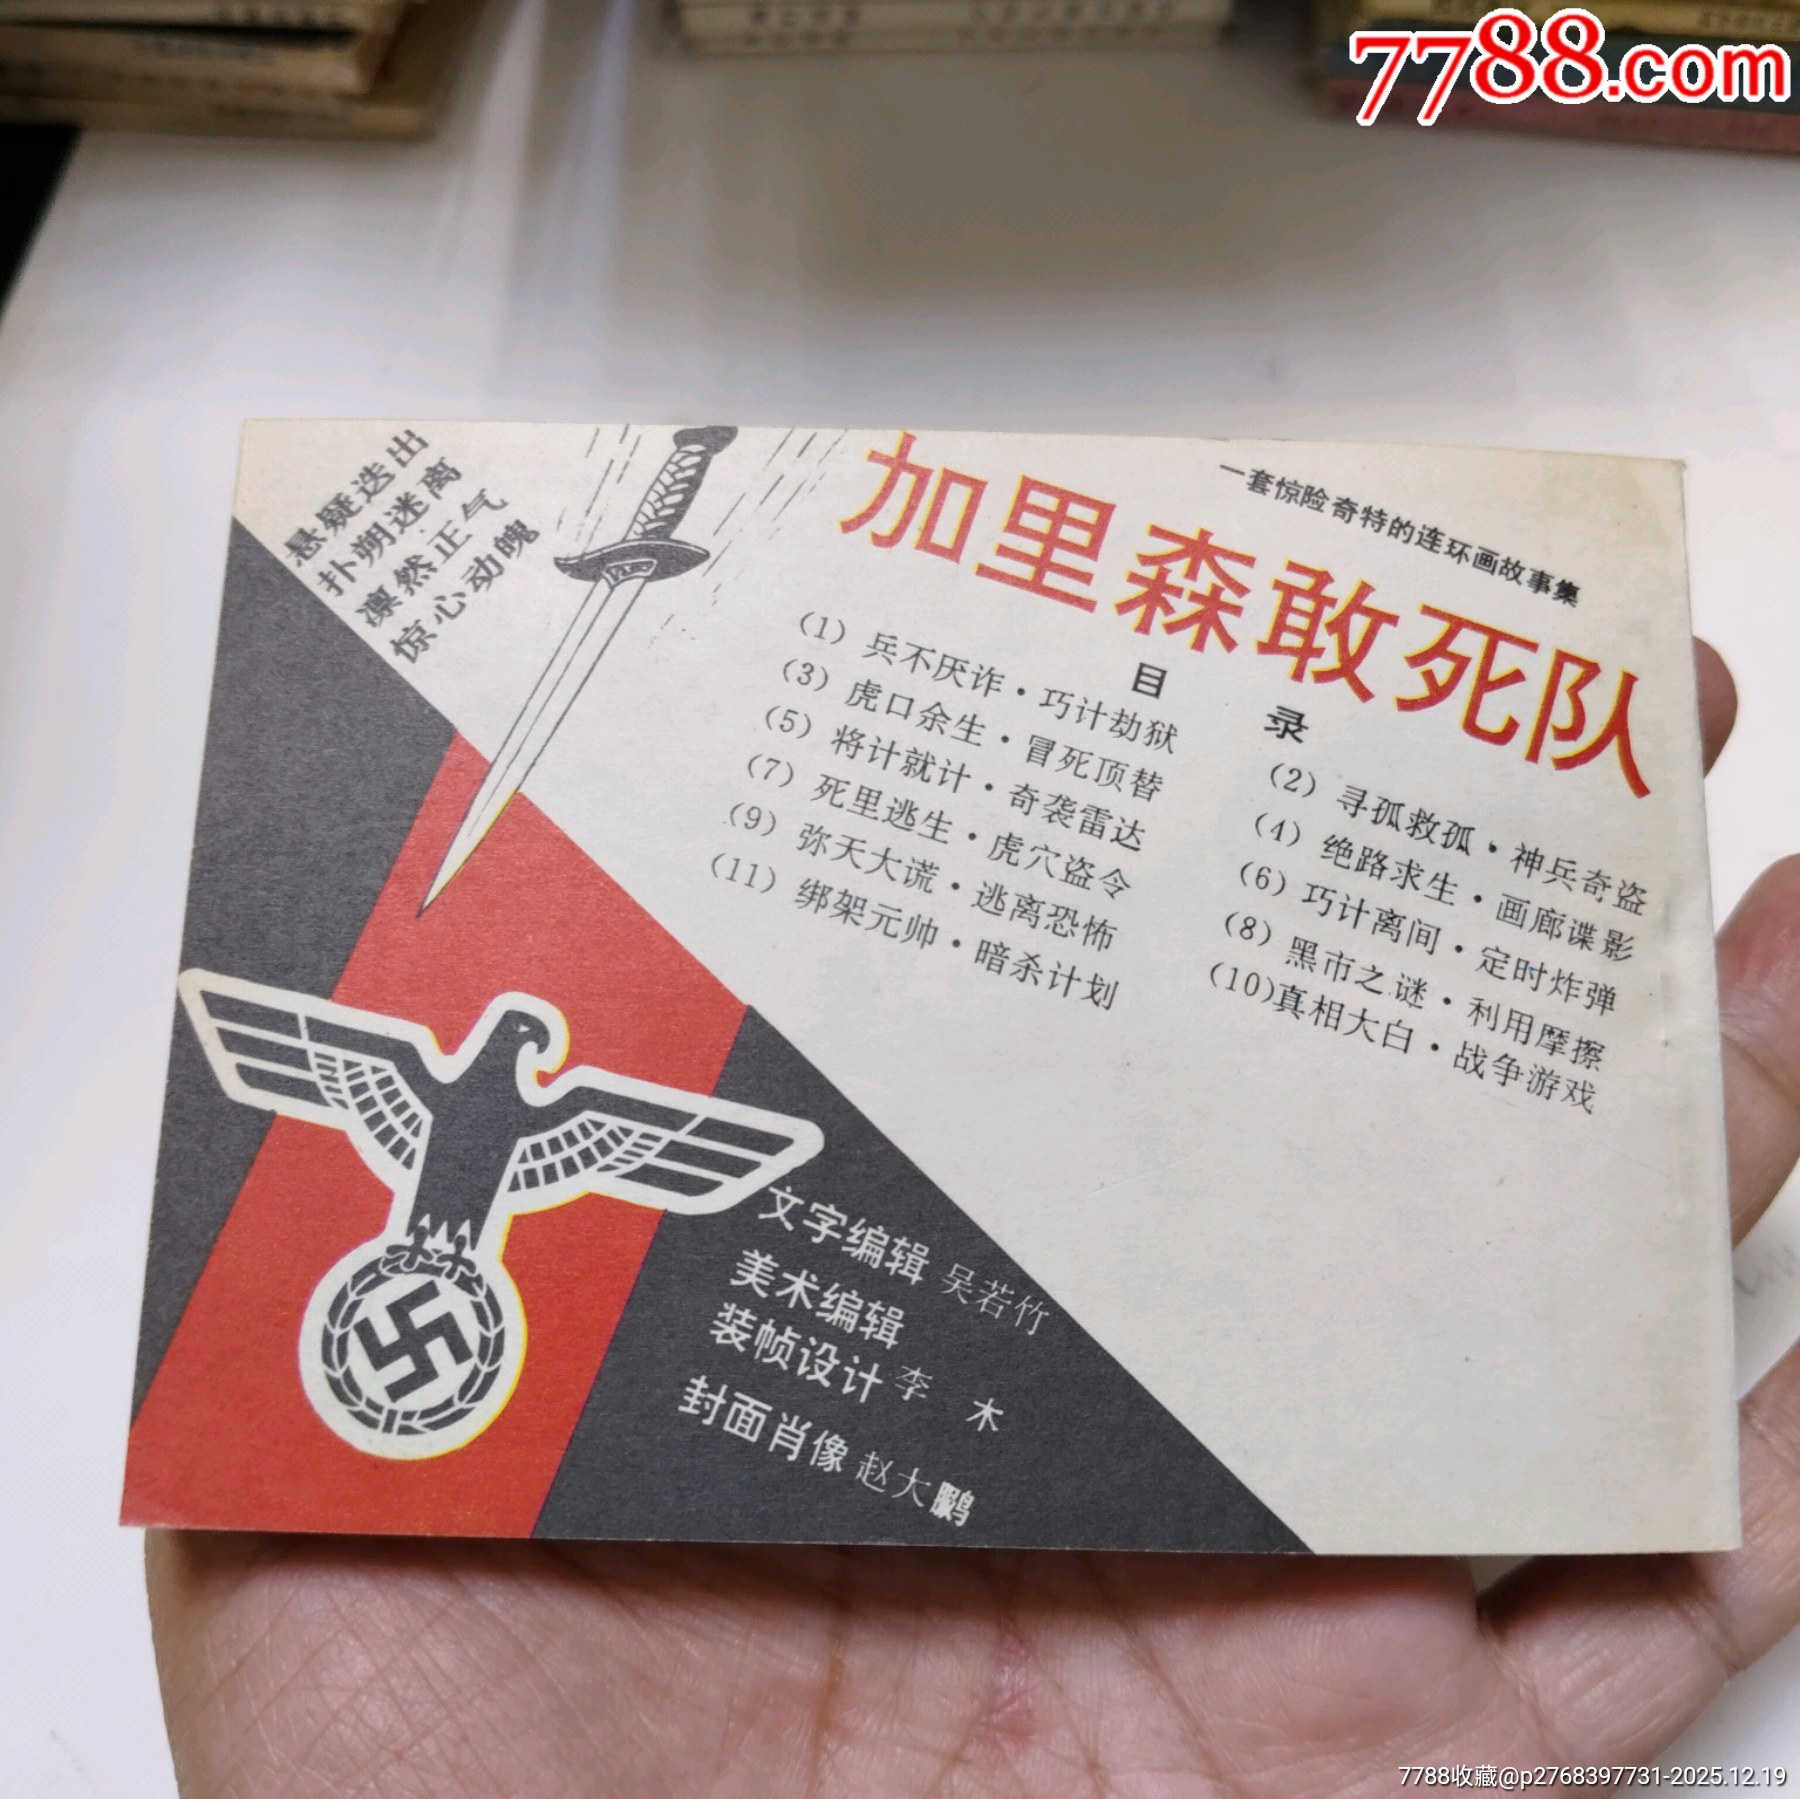 7788.com
悬疑迭出
扑朔迷离
凛然正气
惊心动魄
一套惊险奇特的连环画故事集
加里森敢死队
目 录
(1) 兵不厌诈·巧计劫狱
(2) 寻孤救孤·神兵奇盗
(3) 虎口余生·冒死顶替
(4) 绝路求生·画廊谍影
(5) 将计就计·奇袭雷达
(6) 巧计离间·定时炸弹
(7) 死里逃生·虎穴盗令
(8) 黑市之谜·利用摩擦
(9) 弥天大谎·逃离恐怖
(10)真相大白·战争游戏
(11) 绑架元帅·暗杀计划
文字编辑 吴若竹
美术编辑
装帧设计 李 木
封面肖像 赵大鹏
7788收藏@p2768397731-2025.12.19